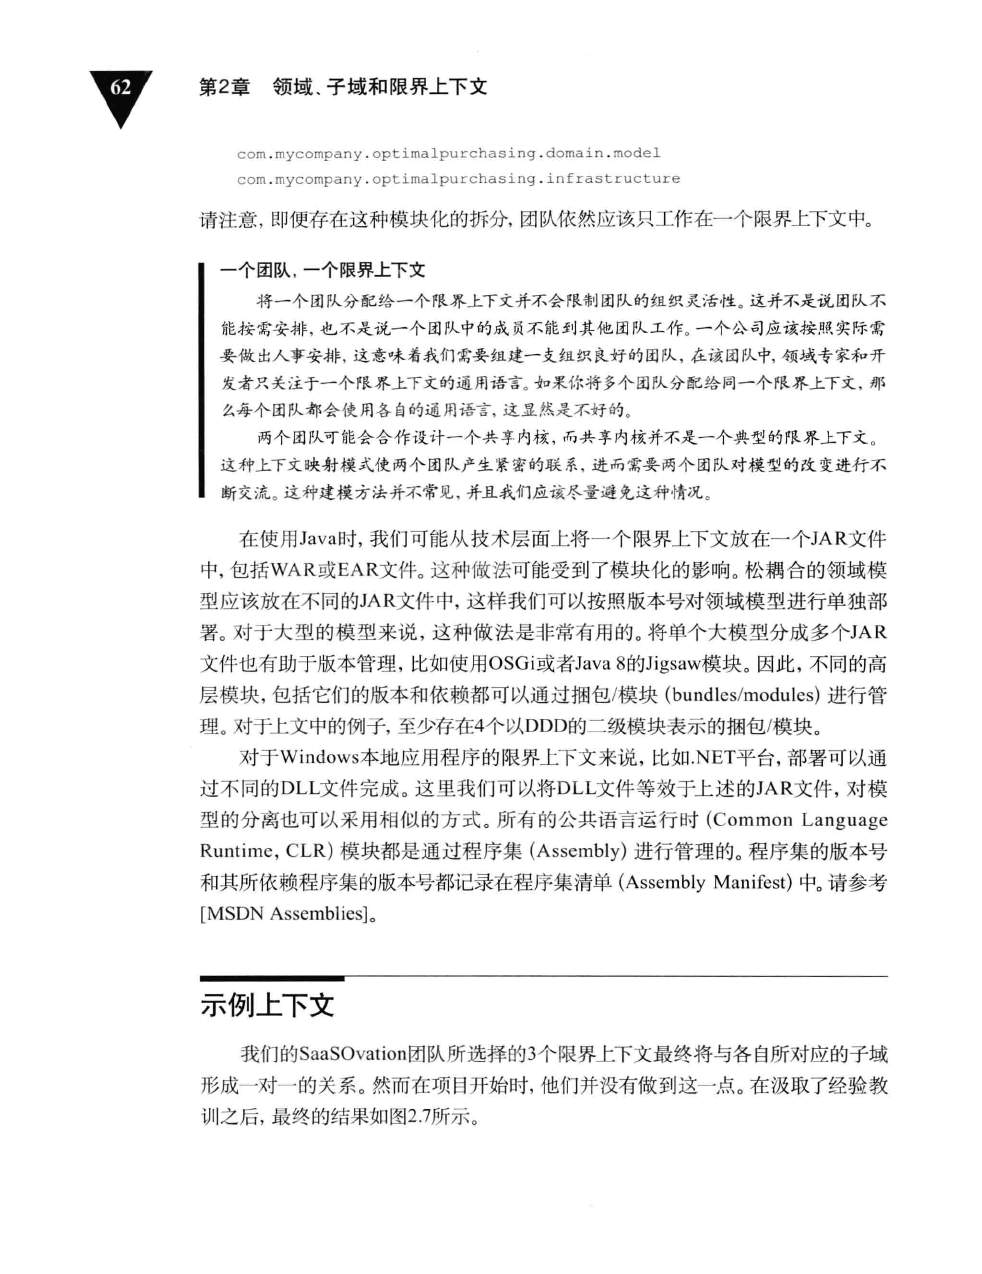 62
第2章 领域、子域和限界上下文
com.mycompany.optimalpurchasing.domain.model
com.mycompany.optimalpurchasing.infrastructure
请注意, 即便存在这种模块化的拆分, 团队依然应该只工作在一个限界上下文中。
一个团队, 一个限界上下文
将一个团队分配给一个限界上下文并不会限制团队的组织灵活性。这并不是说团队不
能按需安排, 也不是说一个团队中的成员不能到其他团队工作。一个公司应该按照实际需
要做出人事安排, 这意味着我们需要组建一支组织良好的团队, 在该团队中, 领域专家和开
发者只关注于一个限界上下文的通用语言。如果你将多个团队分配给同一个限界上下文, 那
么每个团队都会使用各自的通用语言, 这显然是不好的。
两个团队可能会合作设计一个共享内核, 而共享内核并不是一个典型的限界上下文。
这种上下文映射模式使两个团队产生紧密的联系, 进而需要两个团队对模型的改变进行不
断交流。这种建模方法并不常见, 并且我们应该尽量避免这种情况。
在使用Java时, 我们可能从技术层面上将一个限界上下文放在一个JAR文件
中, 包括WAR或EAR文件。这种做法可能受到了模块化的影响。松耦合的领域模
型应该放在不同的JAR文件中, 这样我们可以按照版本号对领域模型进行单独部
署。对于大型的模型来说, 这种做法是非常有用的。将单个大模型分成多个JAR
文件也有助于版本管理, 比如使用OSGi或者Java 8的Jigsaw模块。因此, 不同的高
层模块, 包括它们的版本和依赖都可以通过捆包/模块 (bundles/modules) 进行管
理。对于上文中的例子, 至少存在4个以DDD的二级模块表示的捆包/模块。
对于Windows本地应用程序的限界上下文来说, 比如.NET平台, 部署可以通
过不同的DLL文件完成。这里我们可以将DLL文件等效于上述的JAR文件, 对模
型的分离也可以采用相似的方式。所有的公共语言运行时 (Common Language
Runtime, CLR) 模块都是通过程序集 (Assembly) 进行管理的。程序集的版本号
和其所依赖程序集的版本号都记录在程序集清单 (Assembly Manifest) 中。请参考
[MSDN Assemblies]。
示例上下文
我们的SaaSOvation团队所选择的3个限界上下文最终将与各自所对应的子域
形成一对一的关系。然而在项目开始时, 他们并没有做到这一点。在汲取了经验教
训之后, 最终的结果如图2.7所示。